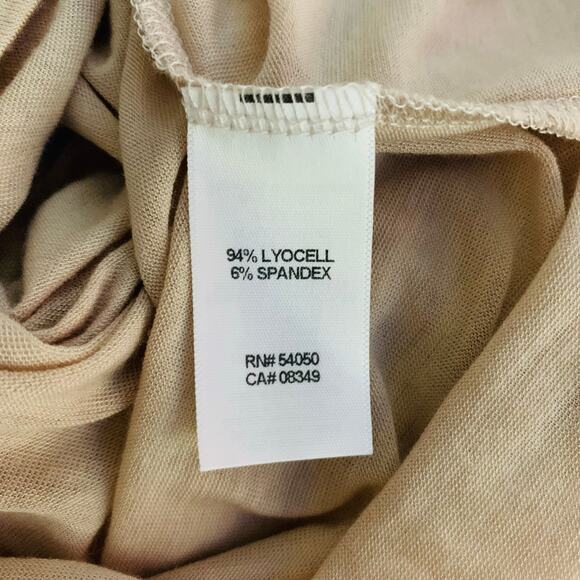 94% LYOCELL
6% SPANDEX
RN# 54050
CA# 08349